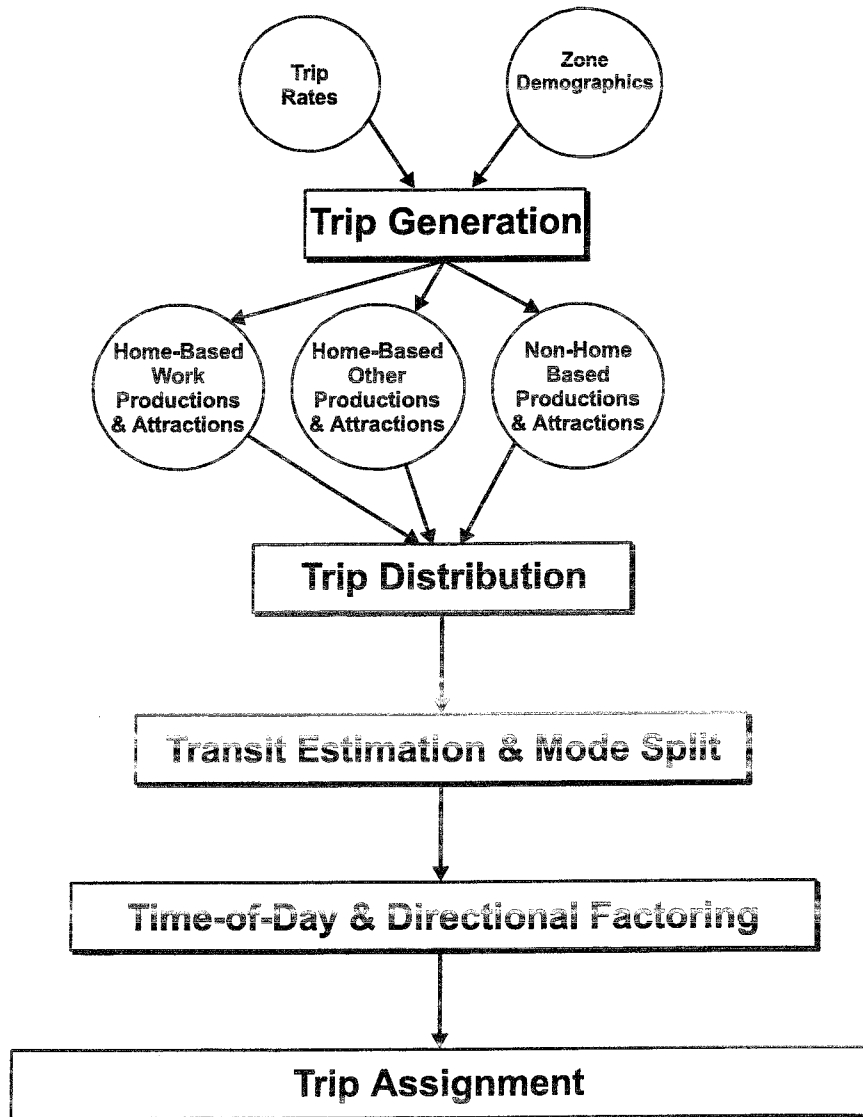 Trip
Rates
Zone
Demographics
Trip Generation
Home-Based
Work
Productions
& Attractions
Home-Based
Other
Productions
& Attractions
Non-Home
Based
Productions
& Attractions
Trip Distribution
Transit Estimation & Mode Split
Time-of-Day & Directional Factoring
Trip Assignment